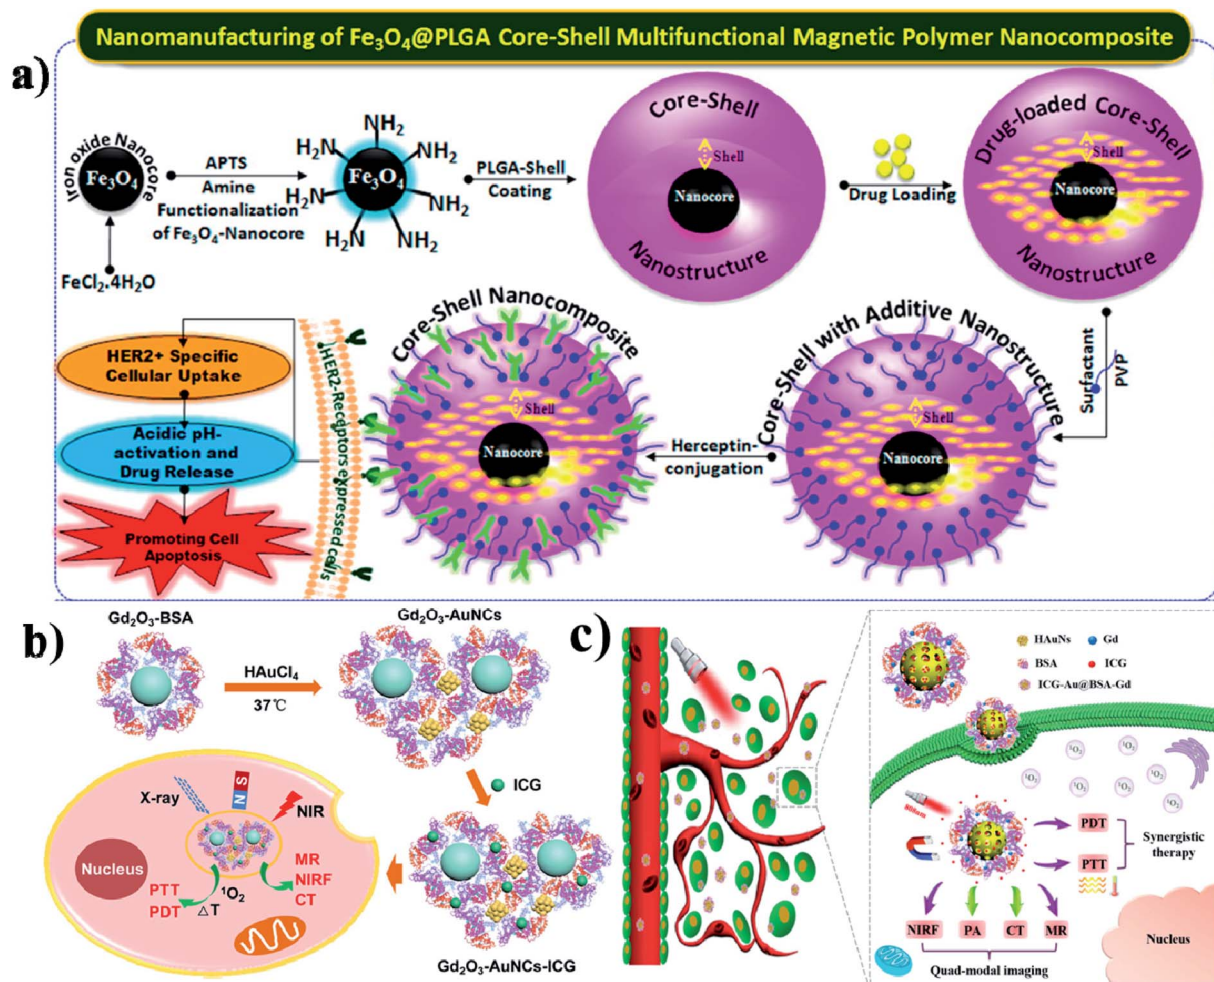 Nanomanufacturing of Fe₃O₄@PLGA Core-Shell Multifunctional Magnetic Polymer Nanocomposite
a)
Iron oxide Nanocore
Fe₃O₄
FeCl₂.4H₂O
APTS
Amine
Functionalization
of Fe₃O₄-Nanocore
NH₂
H₂N
NH₂
H₂N
Fe₃O₄
NH₂
H₂N
NH₂
PLGA-Shell
Coating
Core-Shell
Shell
Nanocore
Nanostructure
Drug Loading
Drug-loaded Core-Shell
Shell
Nanocore
Nanostructure
Surfactant
PVP
Core-Shell with Additive Nanostructure
Shell
Nanocore
Herceptin-
conjugation
Core-Shell Nanocomposite
Shell
Nanocore
HER2-Receptors expressed cells
HER2+ Specific
Cellular Uptake
Acidic pH-
activation and
Drug Release
Promoting Cell
Apoptosis
b)
Gd₂O₃-BSA
HAuCl₄
37℃
Gd₂O₃-AuNCs
ICG
Gd₂O₃-AuNCs-ICG
X-ray
N S
NIR
Nucleus
PTT
PDT
¹O₂
△T
MR
NIRF
CT
c)
HAuNs
Gd
BSA
ICG
ICG-Au@BSA-Gd
¹O₂
¹O₂
¹O₂
¹O₂
¹O₂
¹O₂
PDT
PTT
Synergistic
therapy
NIRF
PA
CT
MR
Quad-modal imaging
Nucleus